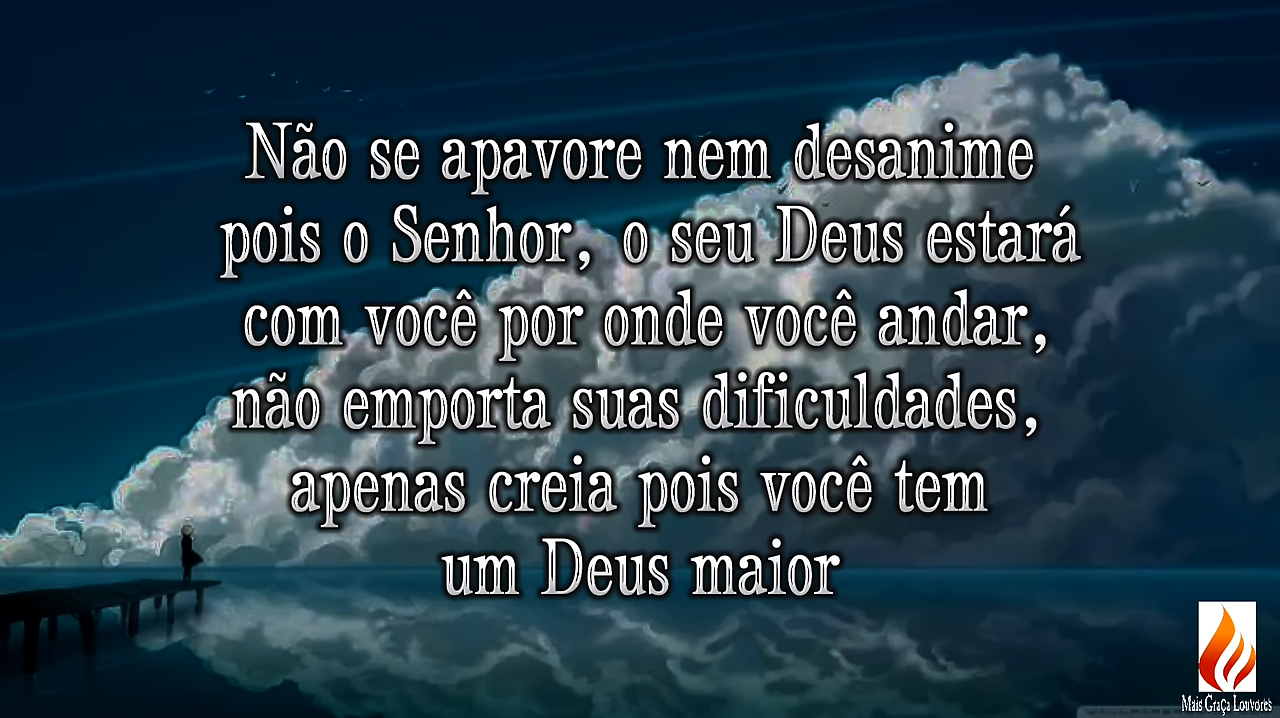 Não se apavore nem desanime
pois o Senhor, o seu Deus estará
com você por onde você andar,
não emporta suas dificuldades,
apenas creia pois você tem
um Deus maior
Mais Graça Louvores